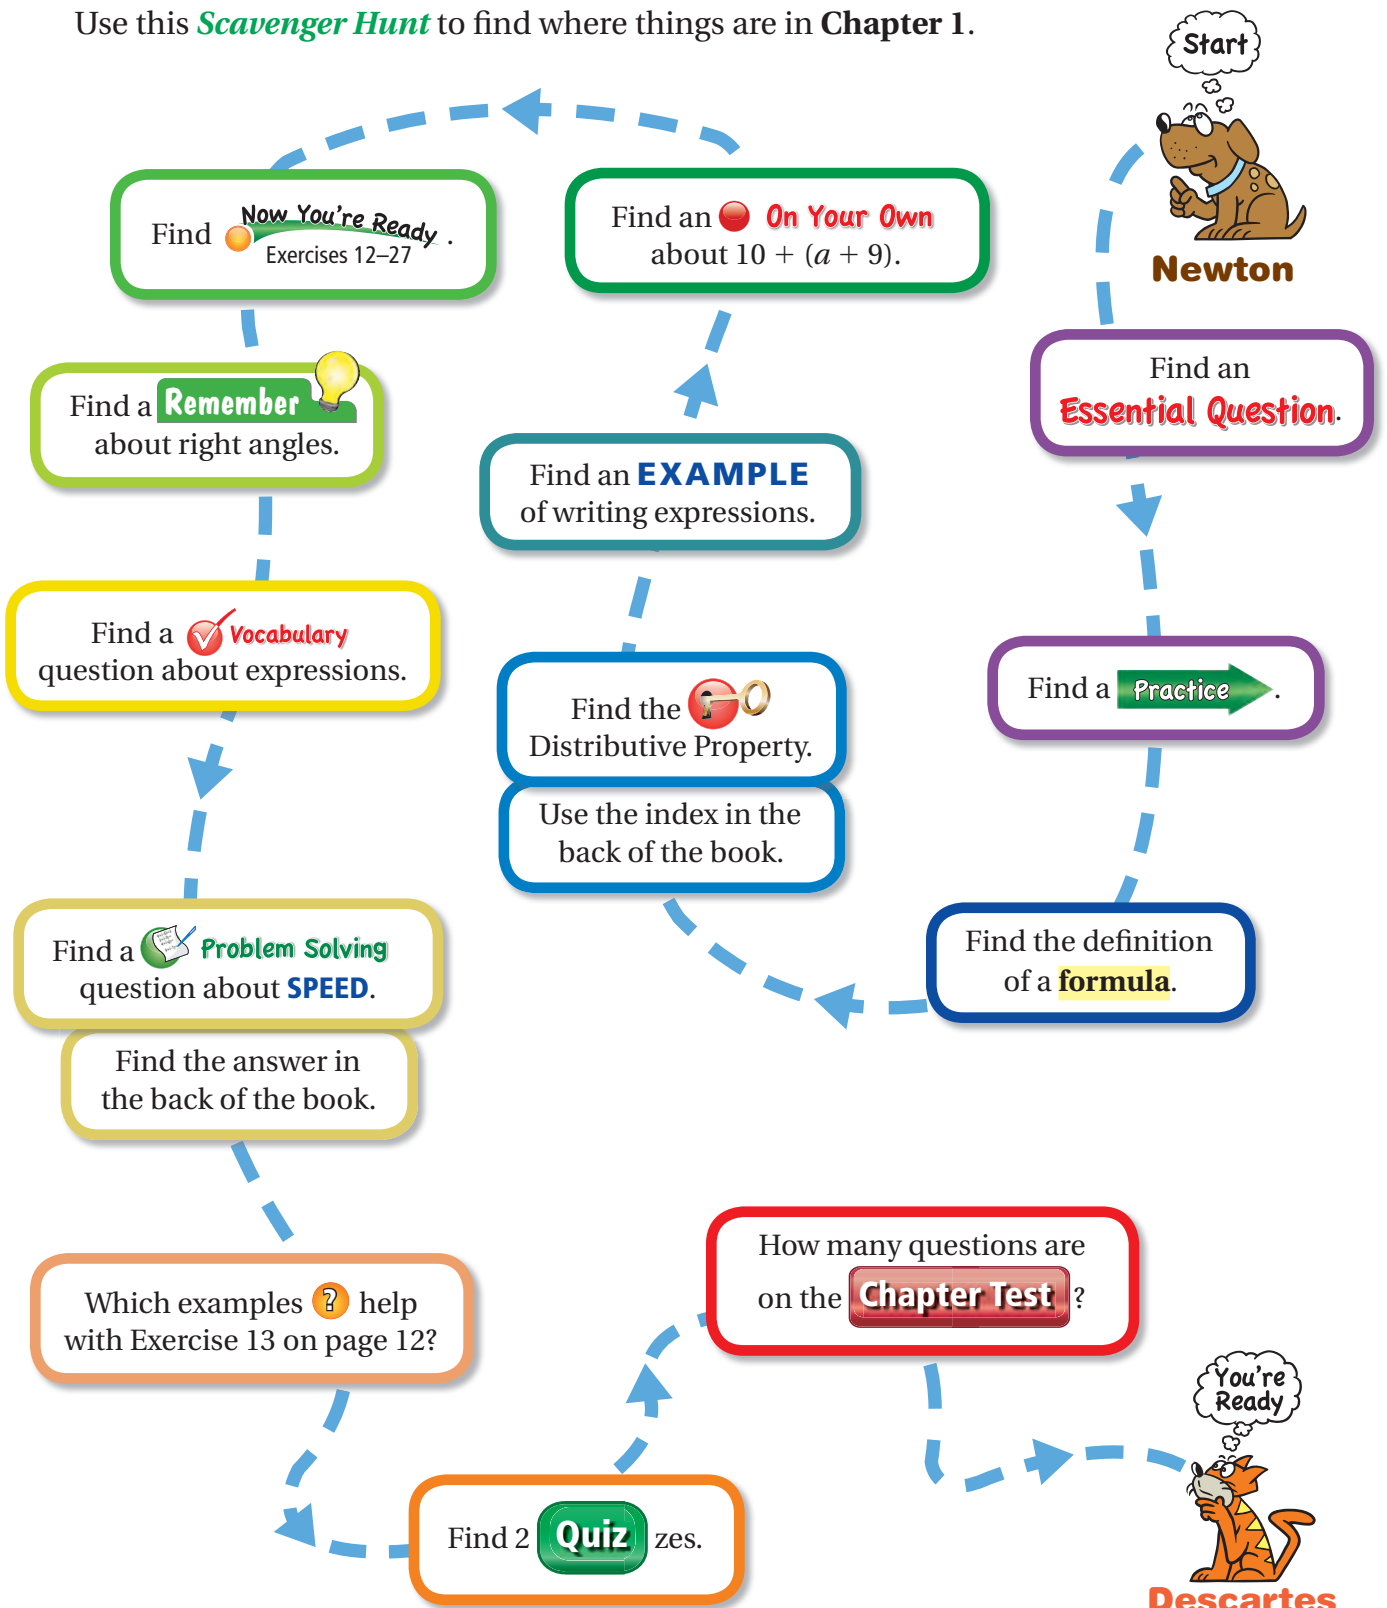 Use this Scavenger Hunt to find where things are in Chapter 1.
Start
Newton
Find an
Essential Question.
Find a Practice.
Find the definition
of a formula.
Find the
Distributive Property.
Use the index in the
back of the book.
Find an EXAMPLE
of writing expressions.
Find an On Your Own
about 10 + (a + 9).
Find Now You're Ready.
Exercises 12–27
Find a Remember
about right angles.
Find a Vocabulary
question about expressions.
Find a Problem Solving
question about SPEED.
Find the answer in
the back of the book.
Which examples ? help
with Exercise 13 on page 12?
Find 2 Quiz zes.
How many questions are
on the Chapter Test ?
You're
Ready
Descartes